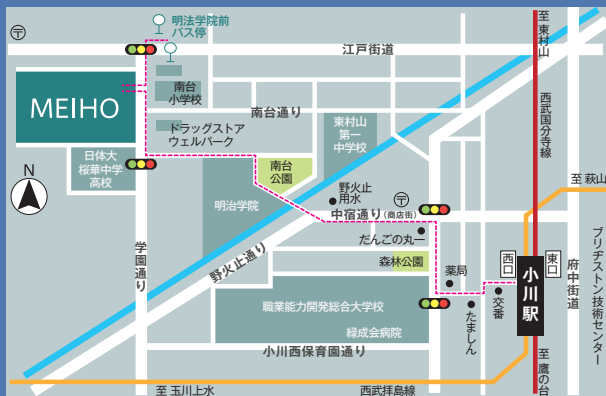 〒
明法学院前
バス停
江戸街道
至東村山
MEIHO
南台
小学校
南台通り
西武国分寺線
ドラッグストア
ウェルパーク
東村山
第一
中学校
日体大
桜華中学
高校
N
南台
公園
野火止
用水
〒
至萩山
明治学院
中宿通り(商店街)
だんごの丸一
学園通り
野火止通り
森林公園
薬局
西口
東口
小川駅
府中街道
ブリヂストン技術センター
交番
たましん
職業能力開発総合大学校
緑成会病院
小川西保育園通り
至鷹の台
至玉川上水
西武拝島線